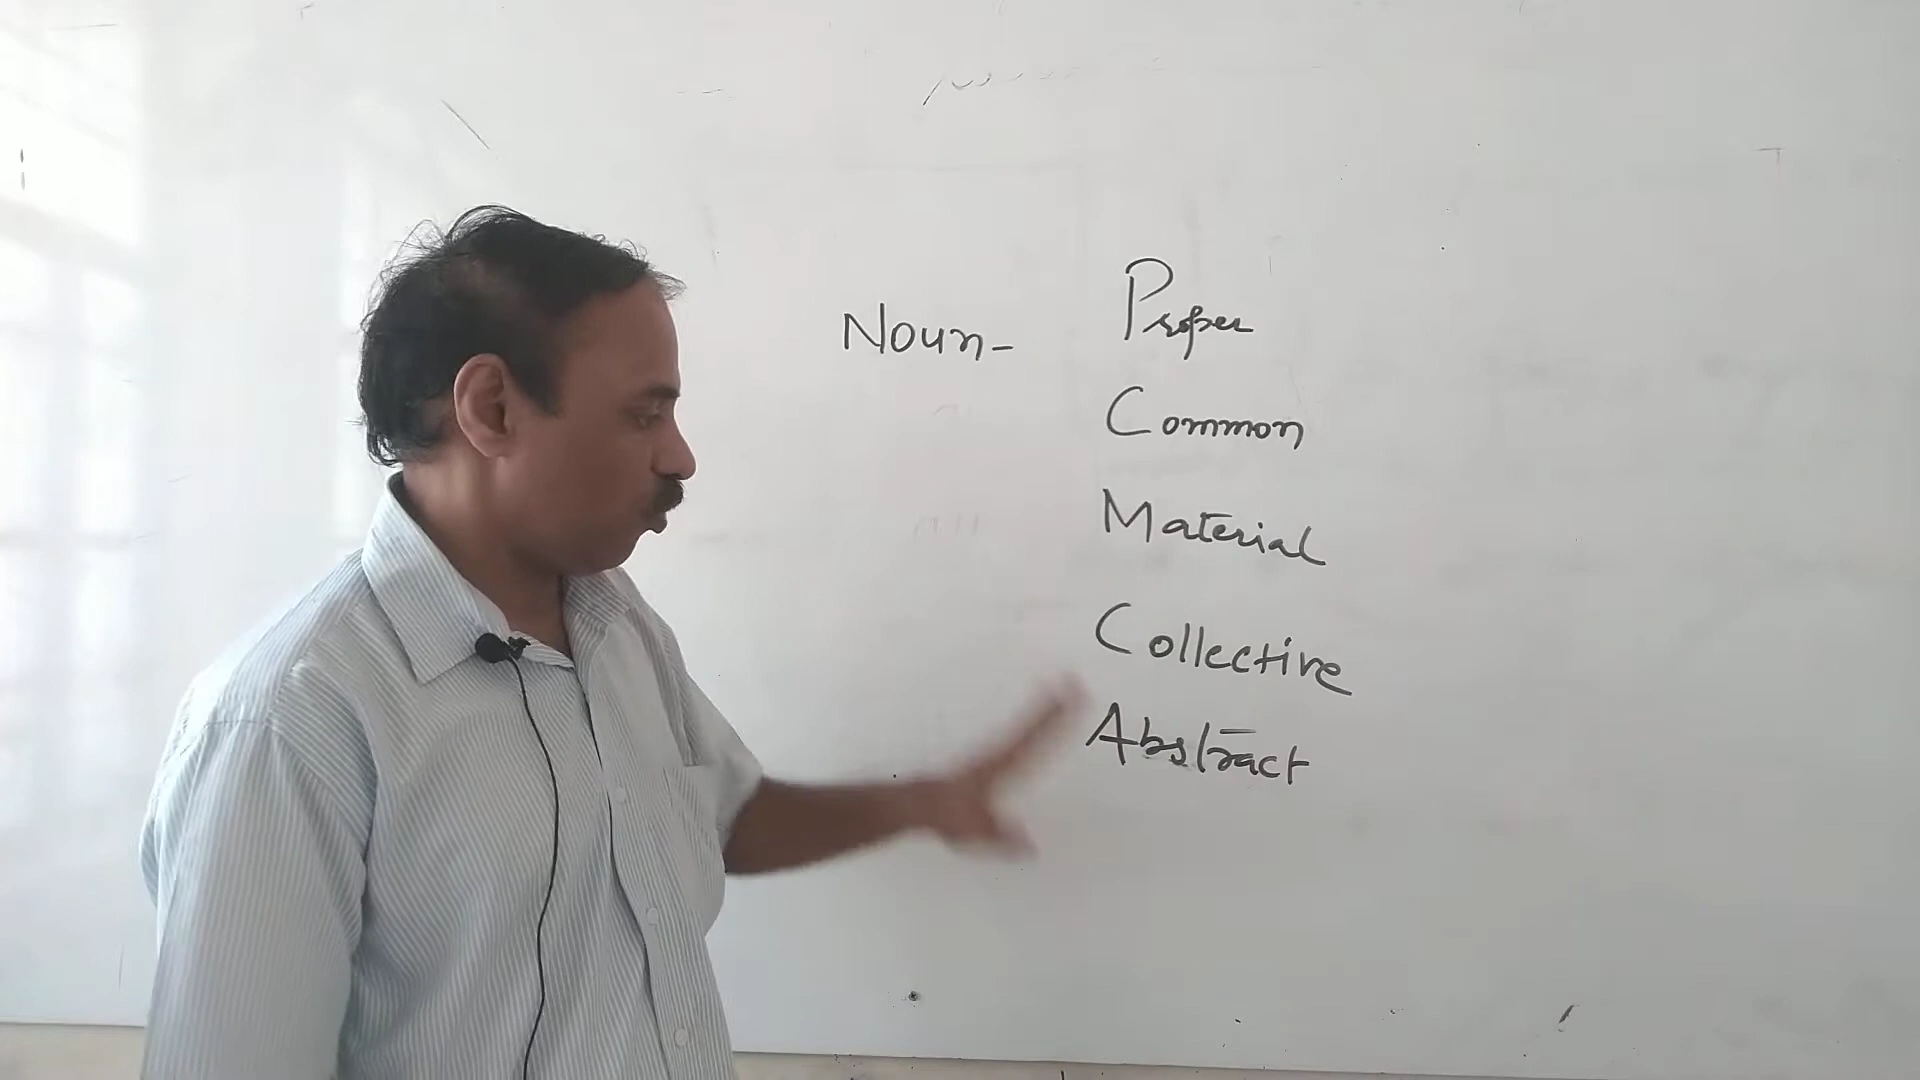 Noun- Proper
Common
Material
Collective
Abstract